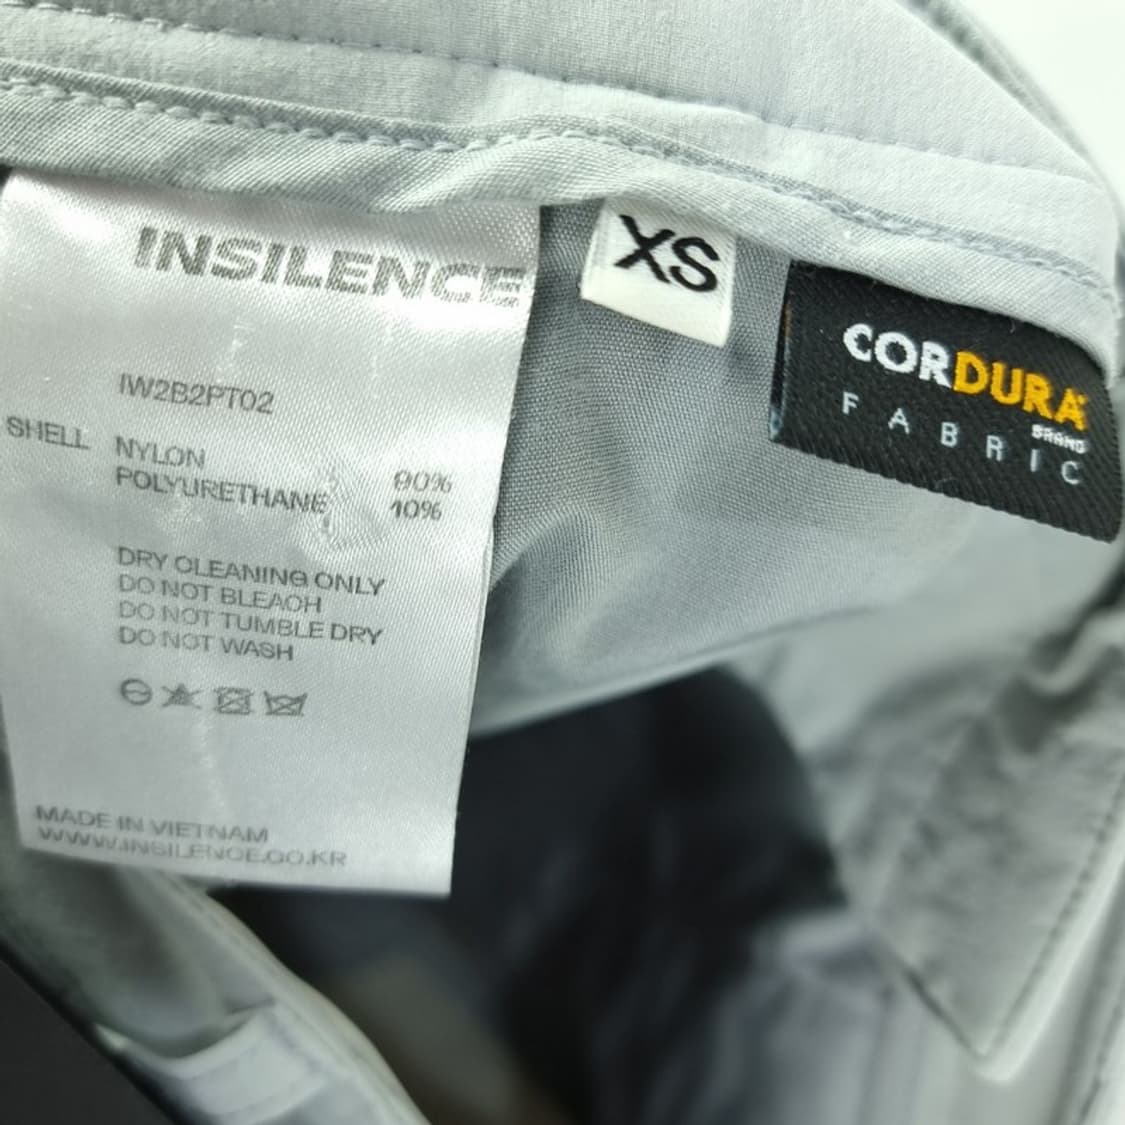 INSILENCE
IW2B2PT02
SHELL NYLON 90%
POLYURETHANE 10%
DRY CLEANING ONLY
DO NOT BLEACH
DO NOT TUMBLE DRY
DO NOT WASH
MADE IN VIETNAM
WWW.INSILENCE.CO.KR
XS
CORDURA
BRAND
FABRIC